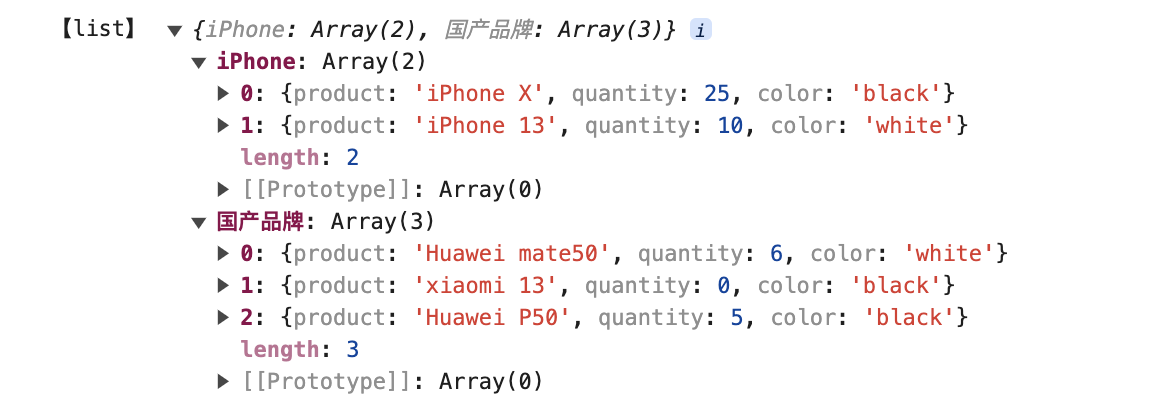 【list】 ▼ {iPhone: Array(2), 国产品牌: Array(3)} i
▼ iPhone: Array(2)
▶ 0: {product: 'iPhone X', quantity: 25, color: 'black'}
▶ 1: {product: 'iPhone 13', quantity: 10, color: 'white'}
length: 2
▶ [[Prototype]]: Array(0)
▼ 国产品牌: Array(3)
▶ 0: {product: 'Huawei mate50', quantity: 6, color: 'white'}
▶ 1: {product: 'xiaomi 13', quantity: 0, color: 'black'}
▶ 2: {product: 'Huawei P50', quantity: 5, color: 'black'}
length: 3
▶ [[Prototype]]: Array(0)